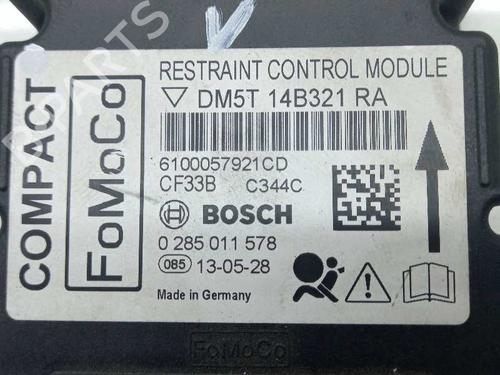 RESTRAINT CONTROL MODULE
DM5T 14B321 RA
COMPACT
FoMoCo
6100057921CD
CF33B C344C
BOSCH
0 285 011 578
085 13-05-28
Made in Germany
FoMoCo